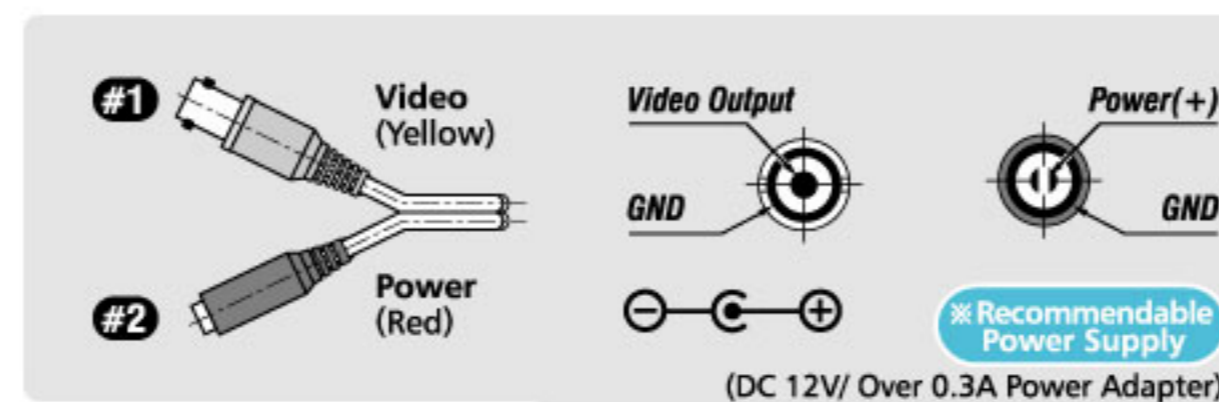 #1
Video
(Yellow)
#2
Power
(Red)
Video Output
GND
Power(+)
GND
※Recommendable
Power Supply
(DC 12V/ Over 0.3A Power Adapter)